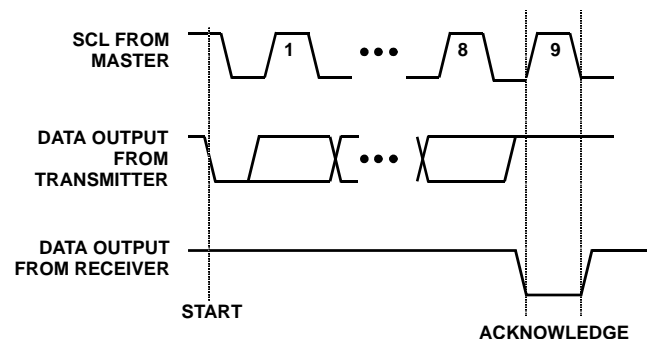 SCL FROM
MASTER
1
8
9
DATA OUTPUT
FROM
TRANSMITTER
DATA OUTPUT
FROM RECEIVER
START
ACKNOWLEDGE